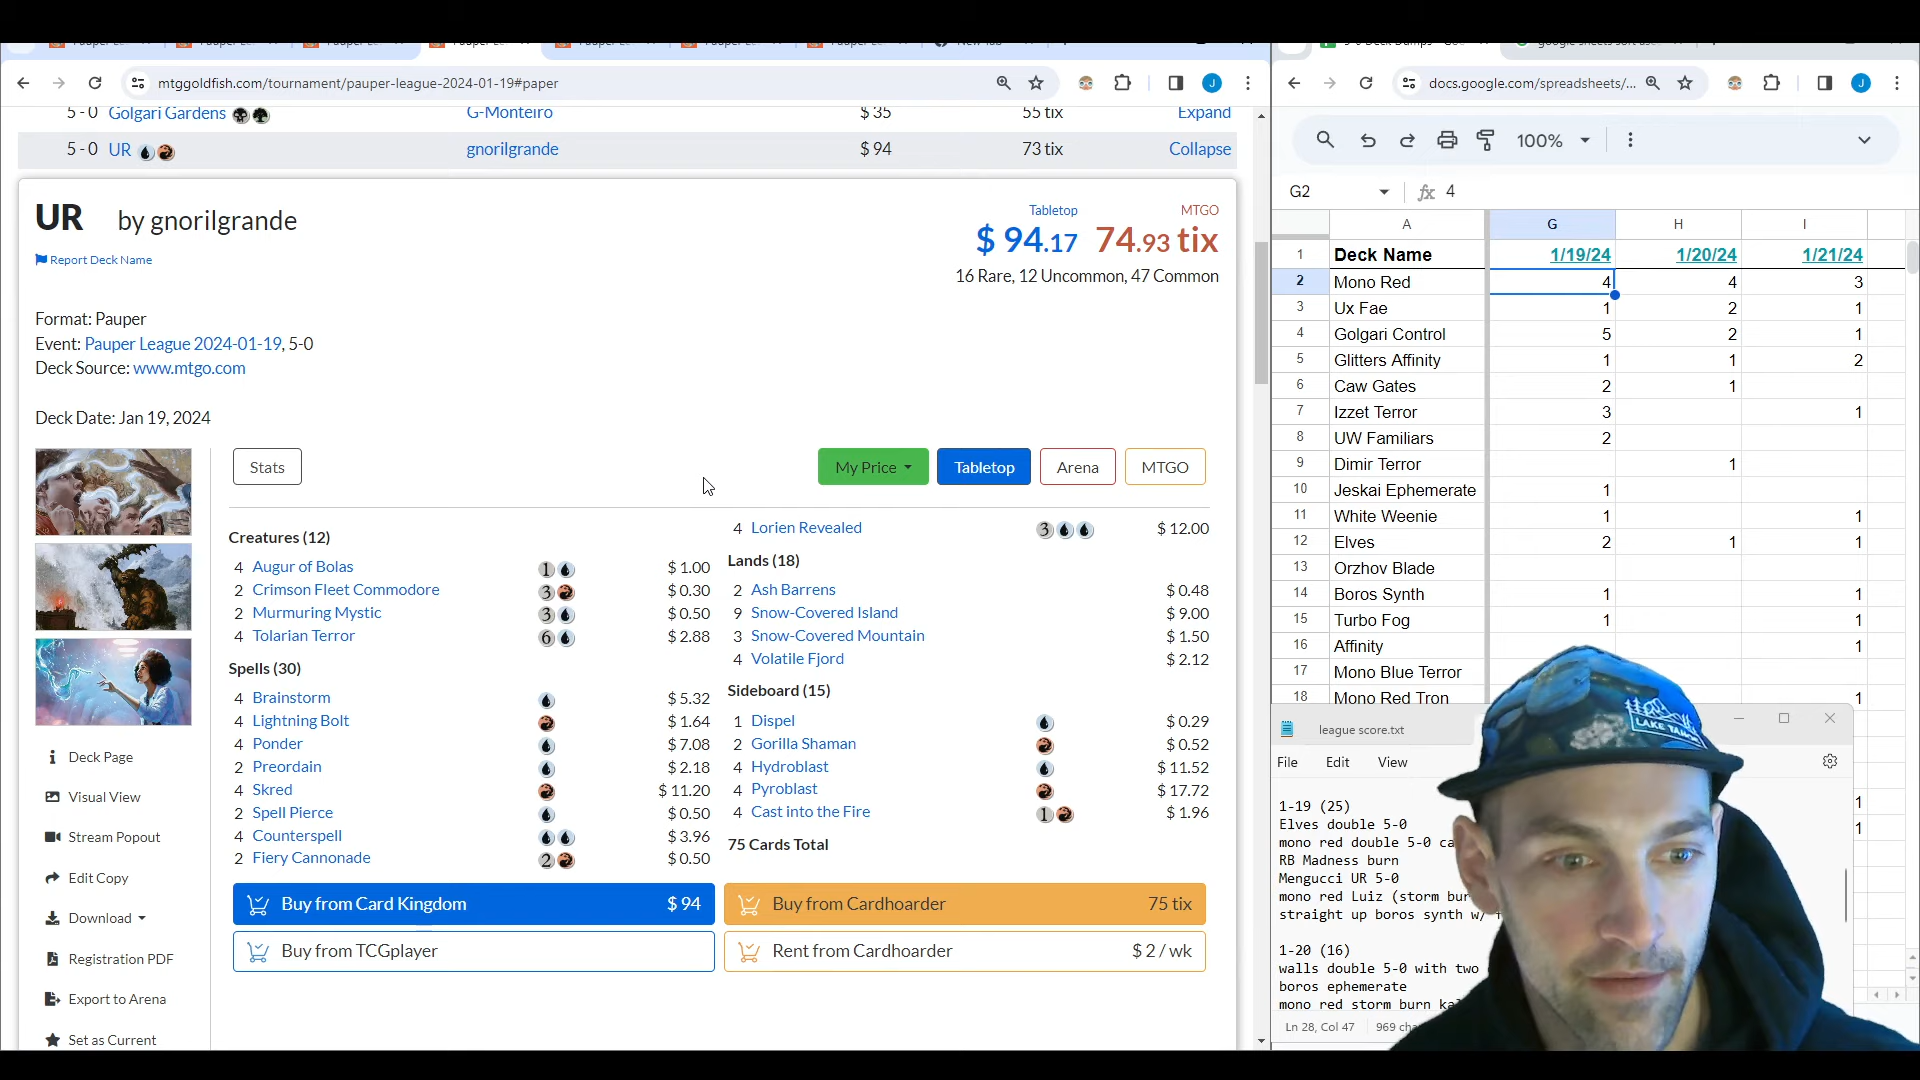 mtggoldfish.com/tournament/pauper-league-2024-01-19#paper
5 - 0 Golgari Gardens G-Monteiro $ 35 55 tix Expand
5 - 0 UR gnorilgrande $ 94 73 tix Collapse
UR by gnorilgrande
Report Deck Name
Tabletop MTGO
$ 94.17 74.93 tix
16 Rare, 12 Uncommon, 47 Common
Format: Pauper
Event: Pauper League 2024-01-19, 5-0
Deck Source: www.mtgo.com
Deck Date: Jan 19, 2024
Stats My Price Tabletop Arena MTGO
Creatures (12)
4 Augur of Bolas 1 $ 1.00
2 Crimson Fleet Commodore 3 $ 0.30
2 Murmuring Mystic 3 $ 0.50
4 Tolarian Terror 6 $ 2.88
Spells (30)
4 Brainstorm $ 5.32
4 Lightning Bolt $ 1.64
4 Ponder $ 7.08
2 Preordain $ 2.18
4 Skred $ 11.20
2 Spell Pierce $ 0.50
4 Counterspell $ 3.96
2 Fiery Cannonade 2 $ 0.50
4 Lorien Revealed 3 $ 12.00
Lands (18)
2 Ash Barrens $ 0.48
9 Snow-Covered Island $ 9.00
3 Snow-Covered Mountain $ 1.50
4 Volatile Fjord $ 2.12
Sideboard (15)
1 Dispel $ 0.29
2 Gorilla Shaman $ 0.52
4 Hydroblast $ 11.52
4 Pyroblast $ 17.72
4 Cast into the Fire 1 $ 1.96
75 Cards Total
Buy from Card Kingdom $ 94
Buy from Cardhoarder 75 tix
Buy from TCGplayer
Rent from Cardhoarder $ 2 / wk
Deck Page
Visual View
Stream Popout
Edit Copy
Download
Registration PDF
Export to Arena
Set as Current
docs.google.com/spreadsheets/...
100%
G2 fx 4
A G H I
1 Deck Name 1/19/24 1/20/24 1/21/24
2 Mono Red 4 4 3
3 Ux Fae 1 2 1
4 Golgari Control 5 2 1
5 Glitters Affinity 1 1 2
6 Caw Gates 2 1
7 Izzet Terror 3 1
8 UW Familiars 2
9 Dimir Terror 1
10 Jeskai Ephemerate 1
11 White Weenie 1 1
12 Elves 2 1 1
13 Orzhov Blade
14 Boros Synth 1 1
15 Turbo Fog 1 1
16 Affinity 1
17 Mono Blue Terror
18 Mono Red Tron 1
1
1
LAKE TAHOE
league score.txt
File Edit View
1-19 (25)
Elves double 5-0
mono red double 5-0
RB Madness burn
Mengucci UR 5-0
mono red Luiz (storm
straight up boros synth w/
1-20 (16)
walls double 5-0 with two
boros ephemerate
mono red storm burn
Ln 28, Col 47 969